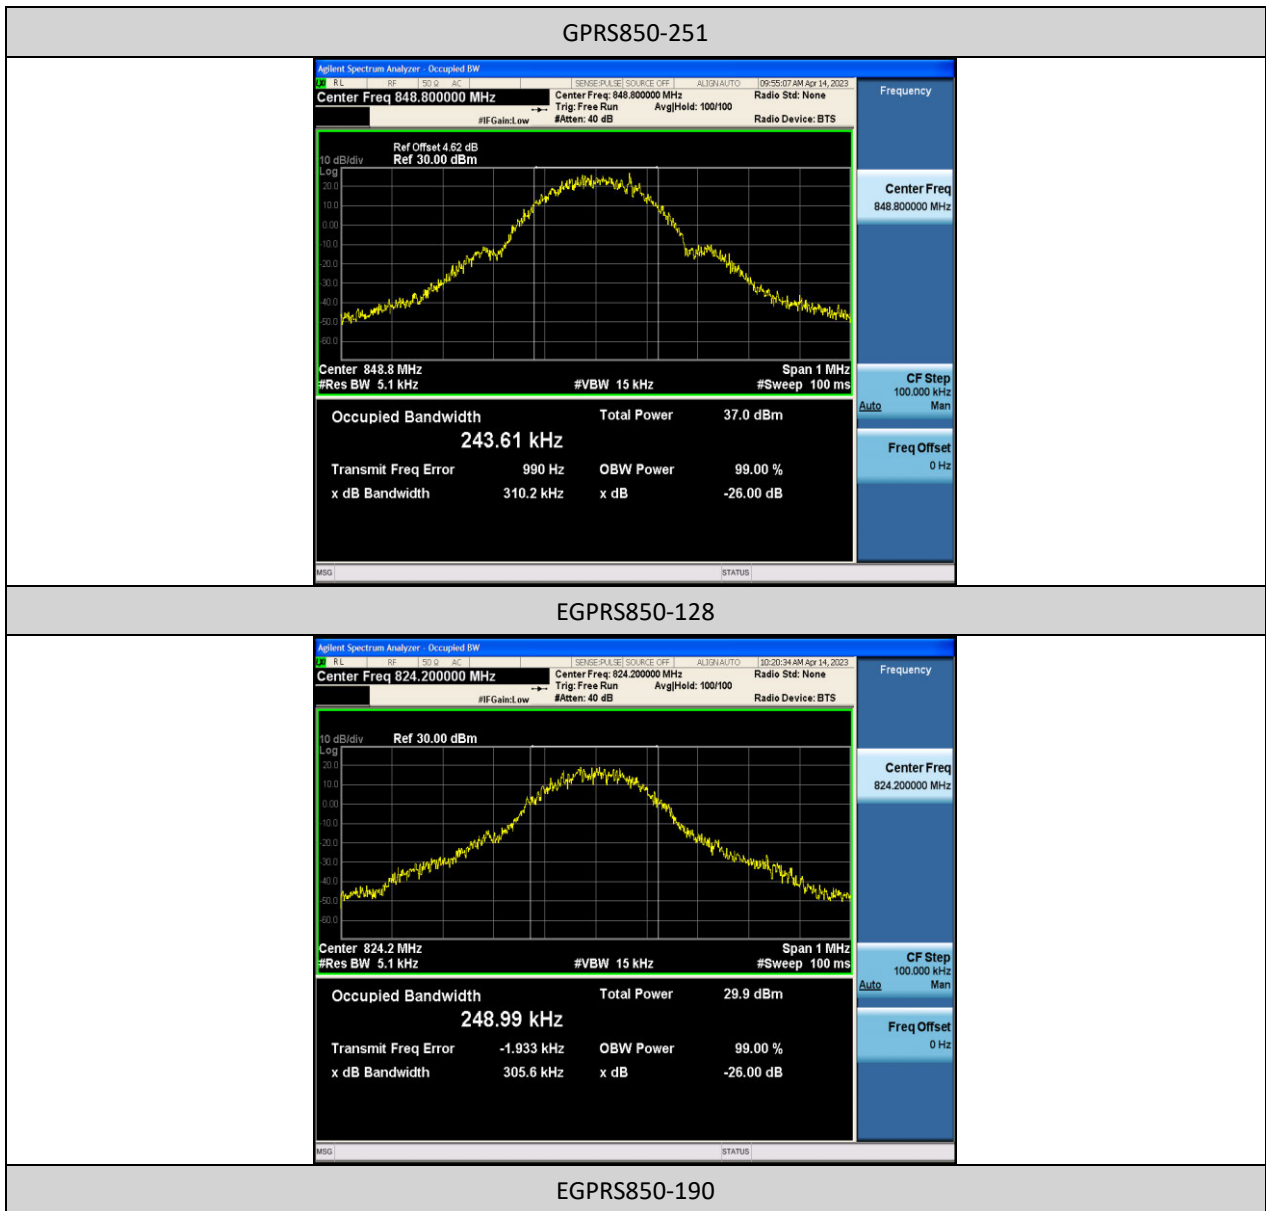 GPRS850-251
Agilent Spectrum Analyzer - Occupied BW
RL RF 50 Ω AC SENSE:PULSE SOURCE OFF ALIGN AUTO 09:55:07 AM Apr 14, 2023
Center Freq 848.800000 MHz
Center Freq: 848.800000 MHz
Radio Std: None
Trig: Free Run Avg|Hold: 100/100
#IFGain:Low #Atten: 40 dB Radio Device: BTS
Frequency
Ref Offset 4.62 dB
10 dB/div Ref 30.00 dBm
Log
20.0
10.0
0.00
-10.0
-20.0
-30.0
-40.0
-50.0
-60.0
Center 848.8 MHz Span 1 MHz
#Res BW 5.1 kHz #VBW 15 kHz #Sweep 100 ms
Center Freq
848.800000 MHz
CF Step
100.000 kHz
Auto Man
Freq Offset
0 Hz
Occupied Bandwidth Total Power 37.0 dBm
243.61 kHz
Transmit Freq Error 990 Hz OBW Power 99.00 %
x dB Bandwidth 310.2 kHz x dB -26.00 dB
MSG STATUS
EGPRS850-128
Agilent Spectrum Analyzer - Occupied BW
RL RF 50 Ω AC SENSE:PULSE SOURCE OFF ALIGN AUTO 10:20:34 AM Apr 14, 2023
Center Freq 824.200000 MHz
Center Freq: 824.200000 MHz
Radio Std: None
Trig: Free Run Avg|Hold: 100/100
#IFGain:Low #Atten: 40 dB Radio Device: BTS
Frequency
10 dB/div Ref 30.00 dBm
Log
20.0
10.0
0.00
-10.0
-20.0
-30.0
-40.0
-50.0
-60.0
Center 824.2 MHz Span 1 MHz
#Res BW 5.1 kHz #VBW 15 kHz #Sweep 100 ms
Center Freq
824.200000 MHz
CF Step
100.000 kHz
Auto Man
Freq Offset
0 Hz
Occupied Bandwidth Total Power 29.9 dBm
248.99 kHz
Transmit Freq Error -1.933 kHz OBW Power 99.00 %
x dB Bandwidth 305.6 kHz x dB -26.00 dB
MSG STATUS
EGPRS850-190